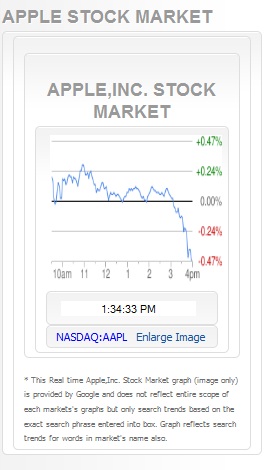 APPLE STOCK MARKET
APPLE,INC. STOCK
MARKET
+0.47%
+0.24%
0.00%
-0.24%
-0.47%
10am 11 12 1 2 3 4pm
1:34:33 PM
NASDAQ:AAPL Enlarge Image
* This Real time Apple,Inc. Stock Market graph (image only)
is provided by Google and does not reflect entire scope of
each markets's graphs but only search trends based on the
exact search phrase entered into box. Graph reflects search
trends for words in market's name also.